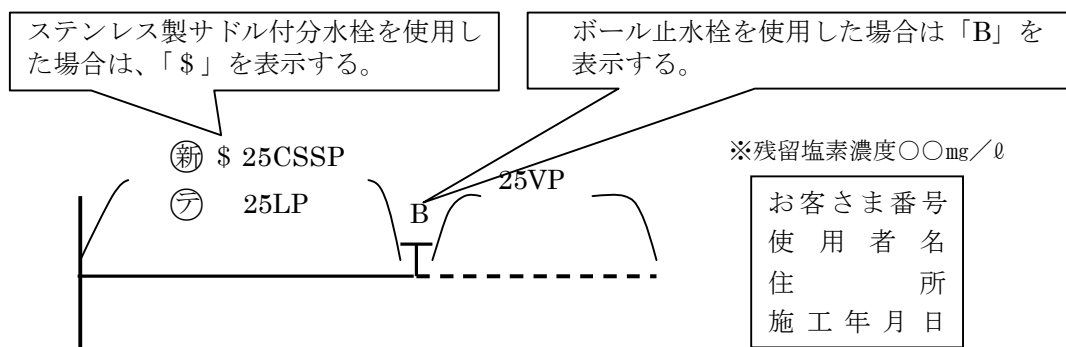 ステンレス製サドル付分水栓を使用し
た場合は、「＄」を表示する。
ボール止水栓を使用した場合は「B」を
表示する。
㊟新 ＄ 25CSSP
㋢ 25LP
B
25VP
※残留塩素濃度○○㎎／ℓ
お客さま番号
使用者名
住所
施工年月日